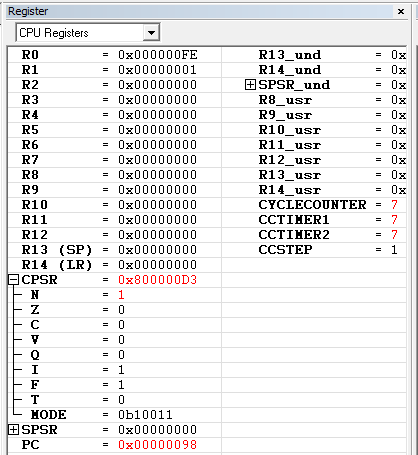 Register
CPU Registers
R0 = 0x000000FE
R1 = 0x00000001
R2 = 0x00000000
R3 = 0x00000000
R4 = 0x00000000
R5 = 0x00000000
R6 = 0x00000000
R7 = 0x00000000
R8 = 0x00000000
R9 = 0x00000000
R10 = 0x00000000
R11 = 0x00000000
R12 = 0x00000000
R13 (SP) = 0x00000000
R14 (LR) = 0x00000000
CPSR = 0x800000D3
N = 1
Z = 0
C = 0
V = 0
Q = 0
I = 1
F = 1
T = 0
MODE = 0b10011
SPSR = 0x00000000
PC = 0x00000098
R13_und = 0x
R14_und = 0x
SPSR_und = 0x
R8_usr = 0x
R9_usr = 0x
R10_usr = 0x
R11_usr = 0x
R12_usr = 0x
R13_usr = 0x
R14_usr = 0x
CYCLECOUNTER = 7
CCTIMER1 = 7
CCTIMER2 = 7
CCSTEP = 1